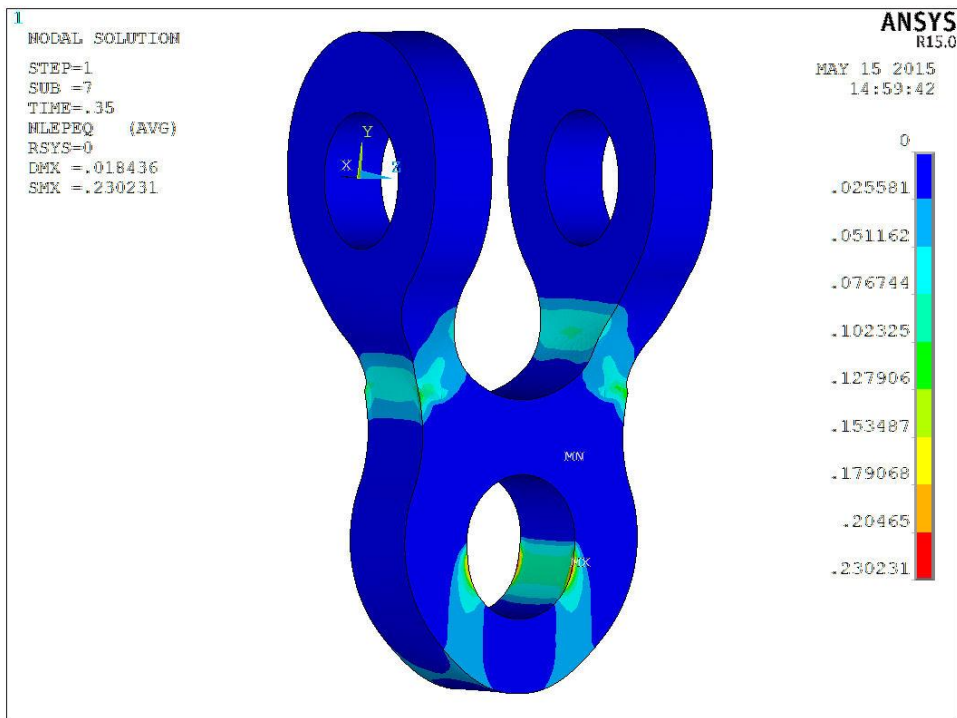 1
NODAL SOLUTION
STEP=1
SUB =7
TIME=.35
NLEPEQ (AVG)
RSYS=0
DMX =.018436
SMX =.230231
ANSYS
R15.0
MAY 15 2015
14:59:42
0
.025581
.051162
.076744
.102325
.127906
.153487
.179068
.20465
.230231
Y
X
Z
MN
MX